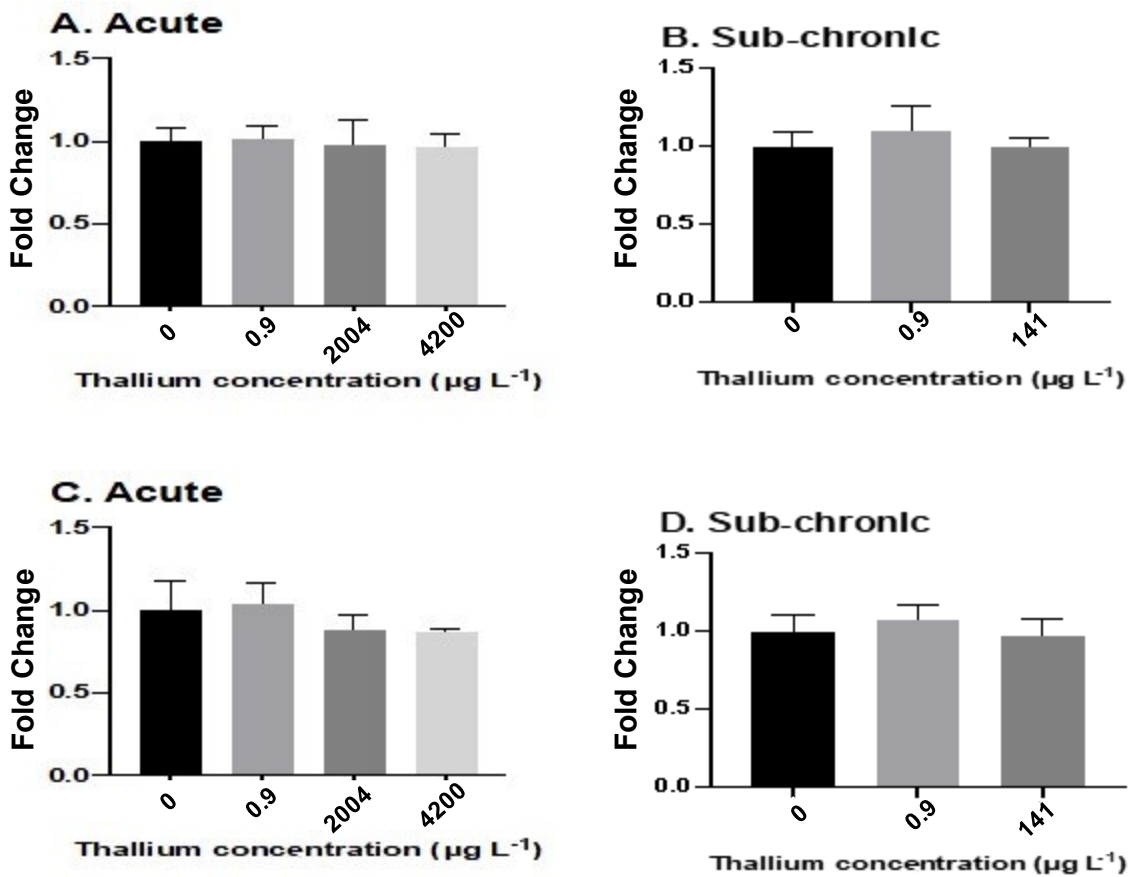 A. Acute
Fold Change
1.5
1.0
0.5
0.0
0
0.9
2004
4200
Thallium concentration (µg L⁻¹)
B. Sub-chronic
Fold Change
1.5
1.0
0.5
0.0
0
0.9
141
Thallium concentration (µg L⁻¹)
C. Acute
Fold Change
1.5
1.0
0.5
0.0
0
0.9
2004
4200
Thallium concentration (µg L⁻¹)
D. Sub-chronic
Fold Change
1.5
1.0
0.5
0.0
0
0.9
141
Thallium concentration (µg L⁻¹)